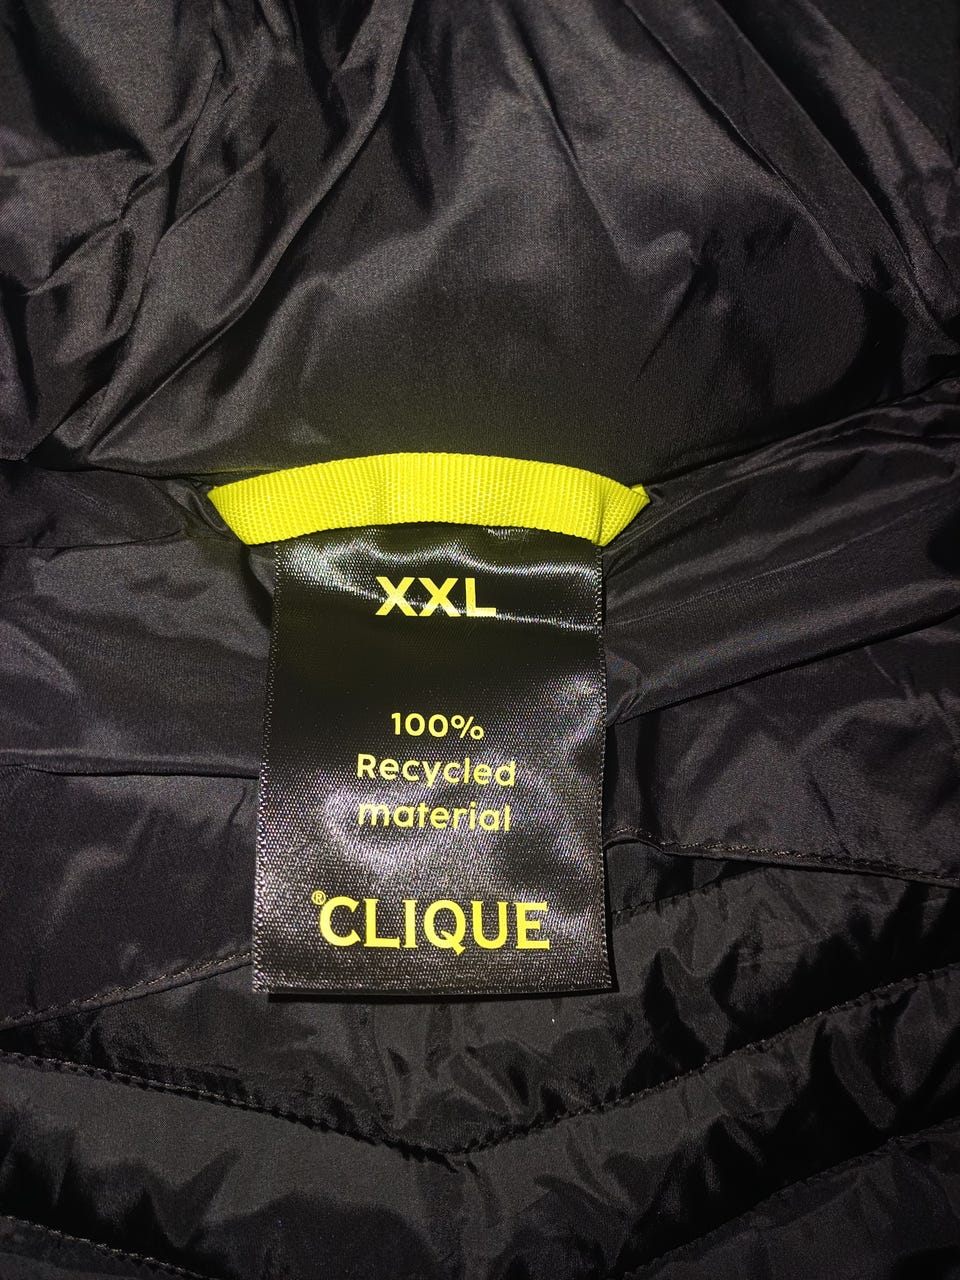 XXL
100%
Recycled
material
®CLIQUE